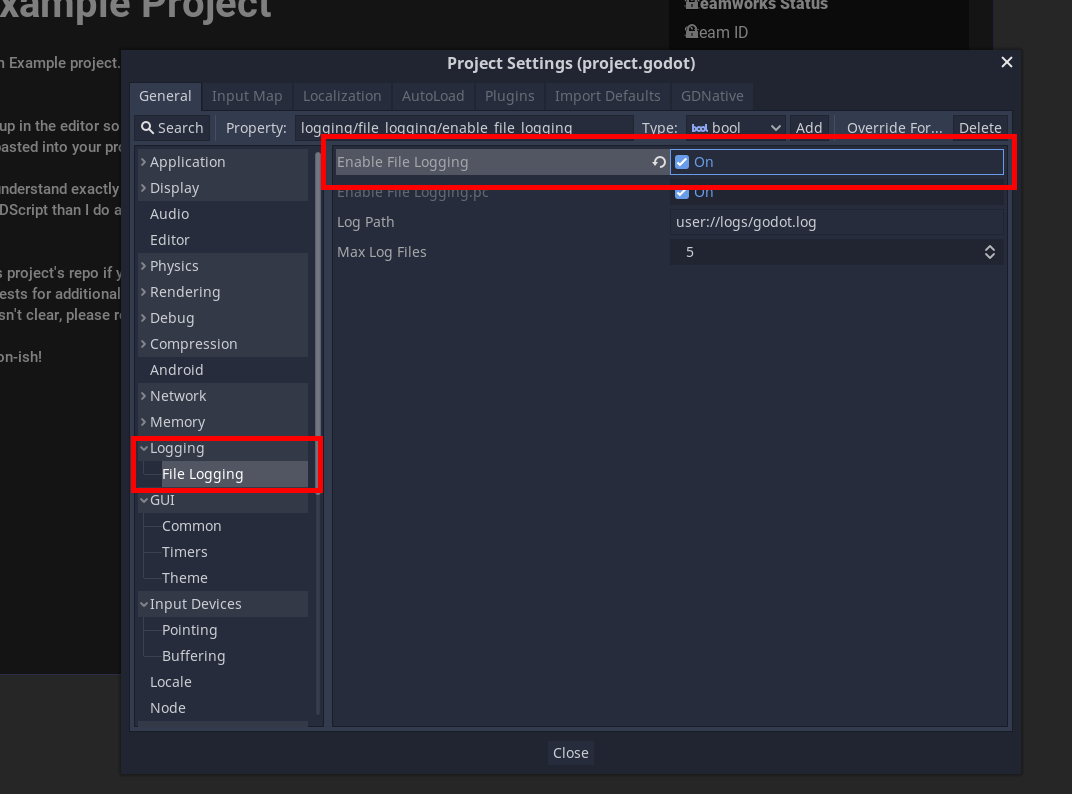 xample Project
eamworks Status
eam ID
n Example project.
up in the editor so
pasted into your pro
understand exactly
DScript than I do a
s project's repo if y
ests for additional
sn't clear, please r
on-ish!
Project Settings (project.godot)
General Input Map Localization AutoLoad Plugins Import Defaults GDNative
Search Property: logging/file_logging/enable_file_logging Type: bool bool Add Override For... Delete
Application
Display
Audio
Editor
Physics
Rendering
Debug
Compression
Android
Network
Memory
Logging
File Logging
GUI
Common
Timers
Theme
Input Devices
Pointing
Buffering
Locale
Node
Enable File Logging On
Enable File Logging.pc On
Log Path user://logs/godot.log
Max Log Files 5
Close